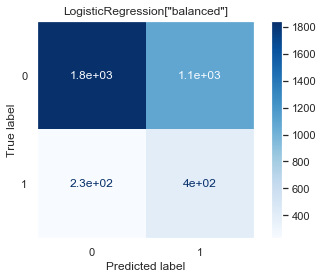 LogisticRegression["balanced"]
1800
1600
1400
1200
1000
800
600
400
True label
0
1.8e+03
1.1e+03
1
2.3e+02
4e+02
0
1
Predicted label